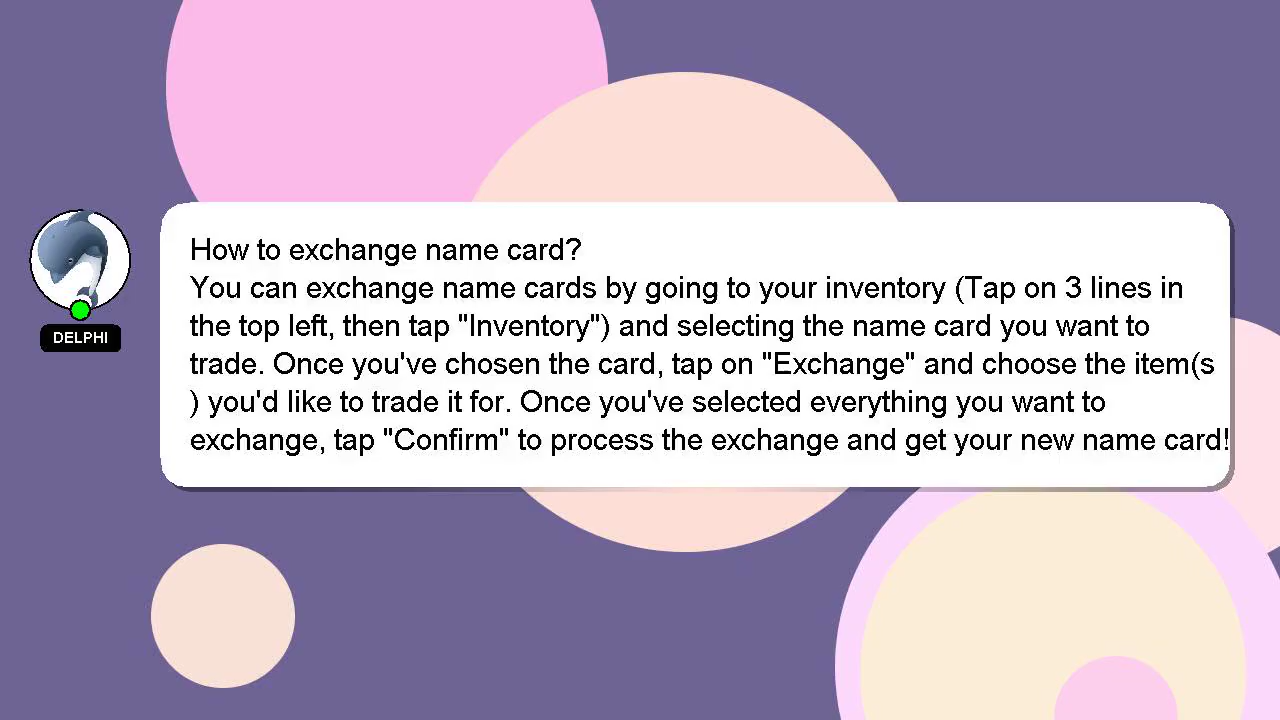 How to exchange name card?
You can exchange name cards by going to your inventory (Tap on 3 lines in
the top left, then tap "Inventory") and selecting the name card you want to
trade. Once you've chosen the card, tap on "Exchange" and choose the item(s
) you'd like to trade it for. Once you've selected everything you want to
exchange, tap "Confirm" to process the exchange and get your new name card!
DELPHI